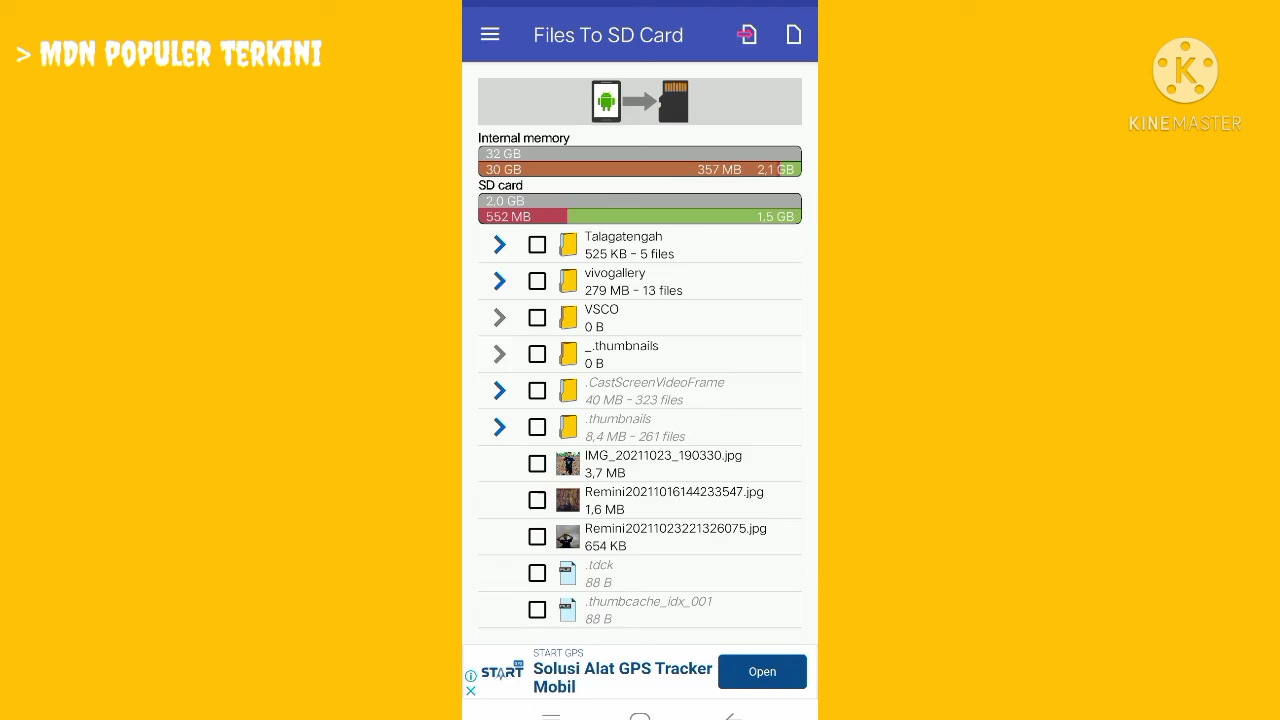 > MDN POPULER TERKINI
Files To SD Card
K
KINEMASTER
Internal memory
32 GB
30 GB 357 MB 2,1 GB
SD card
2,0 GB
552 MB 1,5 GB
Talagatengah
525 KB - 5 files
vivogallery
279 MB - 13 files
VSCO
0 B
_.thumbnails
0 B
.CastScreenVideoFrame
40 MB - 323 files
.thumbnails
8,4 MB - 261 files
IMG_20211023_190330.jpg
3,7 MB
Remini20211016144233547.jpg
1,6 MB
Remini20211023221326075.jpg
654 KB
.tdck
88 B
.thumbcache_idx_001
88 B
START GPS
START
Solusi Alat GPS Tracker
Mobil
Open